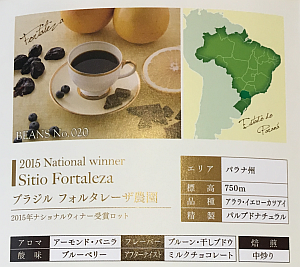 Fortaleza
BEANS No.020
Estado do
Paraná
2015 National winner
Sitio Fortaleza
ブラジル フォルタレーザ農園
2015年ナショナルウィナー受賞ロット
エリア パラナ州
標高 750m
品種 アララ・イエローカツアイ
精製 パルプドナチュラル
アロマ アーモンド・バニラ フレーバー プルーン・干しブドウ 焙煎
酸味 ブルーベリー アフターテイスト ミルクチョコレート 中炒り